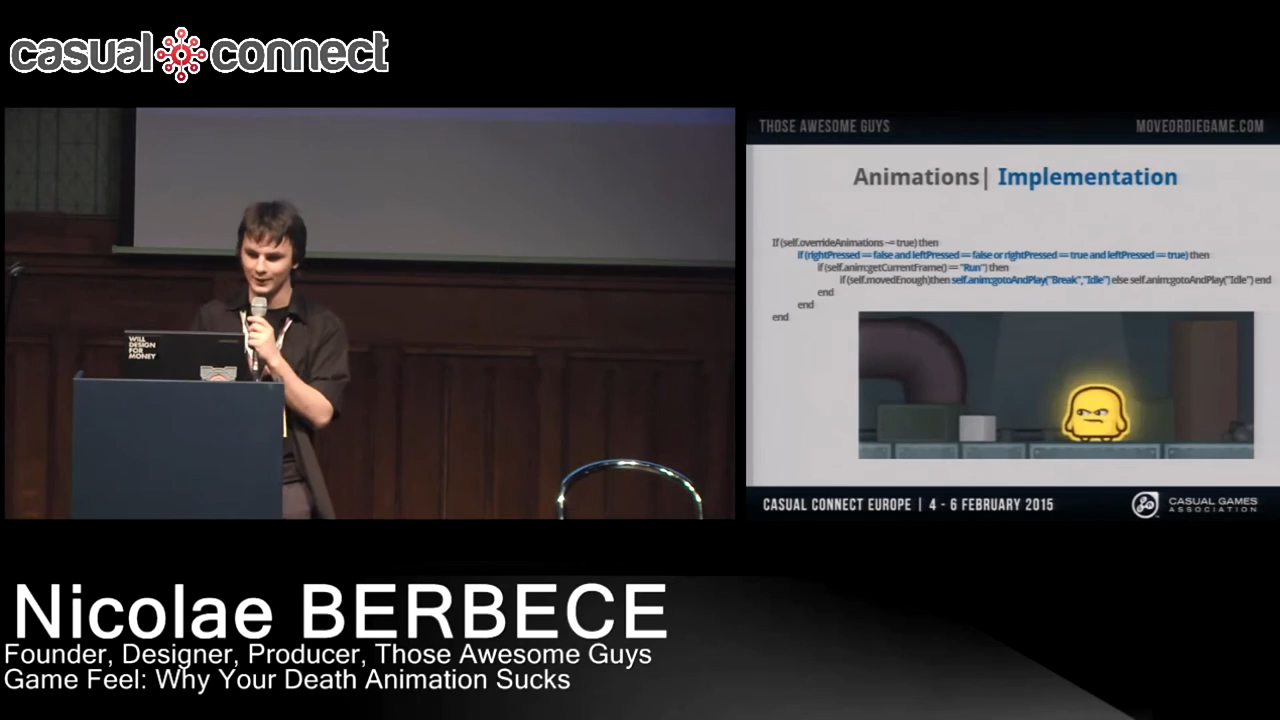 casual connect
THOSE AWESOME GUYS
MOVEORDIEGAME.COM
Animations| Implementation
If (self.overrideAnimations ~= true) then
if (rightPressed == false and leftPressed == false or rightPressed == true and leftPressed == true) then
if (self.anim:getCurrentFrame() == "Run") then
if (self.movedEnough)then self.anim:gotoAndPlay("Break","Idle") else self.anim:gotoAndPlay("Idle") end
end
end
end
WILL
DESIGN
FOR
MONEY
CASUAL CONNECT EUROPE | 4 - 6 FEBRUARY 2015
CASUAL GAMES
ASSOCIATION
Nicolae BERBECE
Founder, Designer, Producer, Those Awesome Guys
Game Feel: Why Your Death Animation Sucks